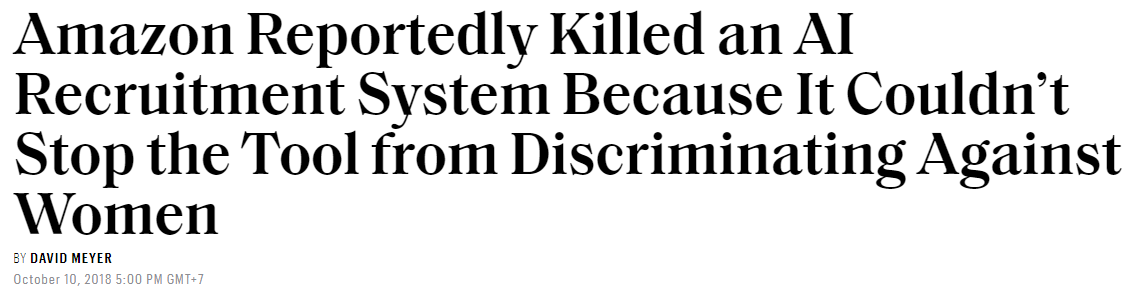 Amazon Reportedly Killed an AI
Recruitment System Because It Couldn’t
Stop the Tool from Discriminating Against
Women
BY DAVID MEYER
October 10, 2018 5:00 PM GMT+7